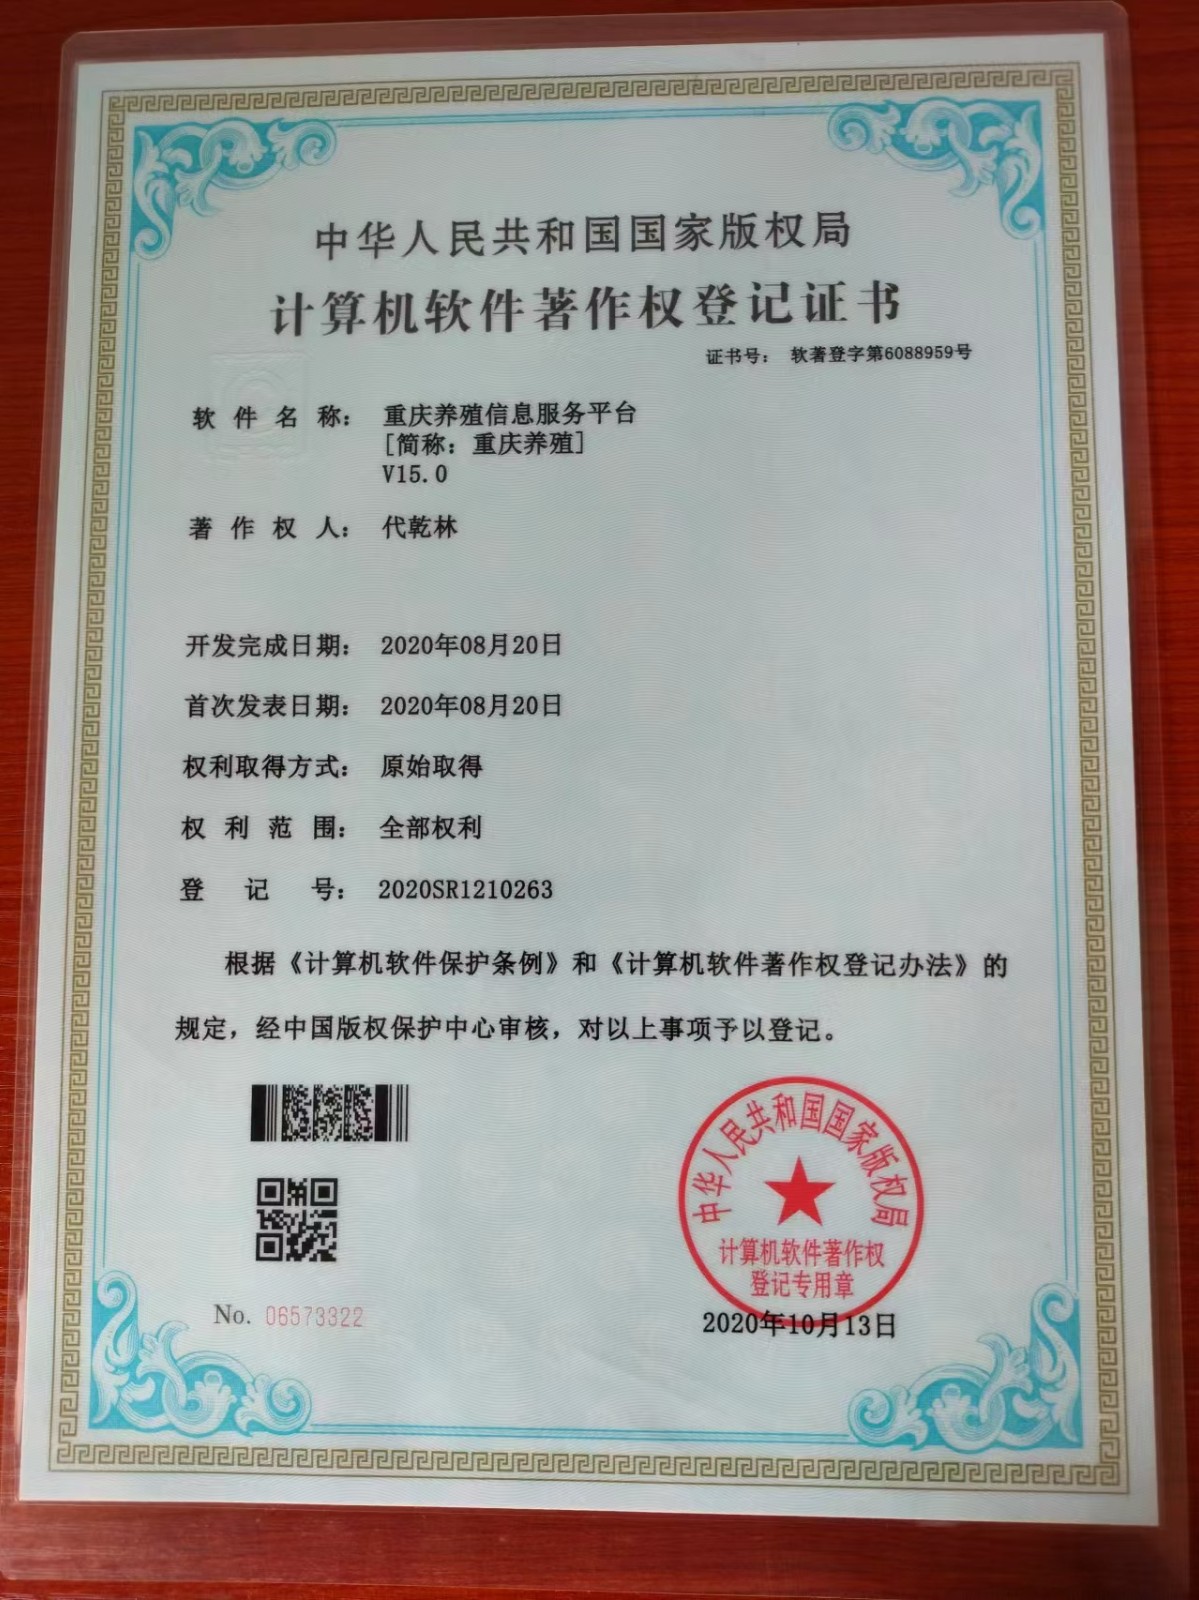 中华人民共和国国家版权局
计算机软件著作权登记证书
证书号： 软著登字第6088959号
软件名称： 重庆养殖信息服务平台
[简称：重庆养殖]
V15.0
著作权人： 代乾林
开发完成日期： 2020年08月20日
首次发表日期： 2020年08月20日
权利取得方式： 原始取得
权利范围： 全部权利
登记号： 2020SR1210263
根据《计算机软件保护条例》和《计算机软件著作权登记办法》的
规定，经中国版权保护中心审核，对以上事项予以登记。
中华人民共和国国家版权局
计算机软件著作权
登记专用章
No. 06573322
2020年10月13日